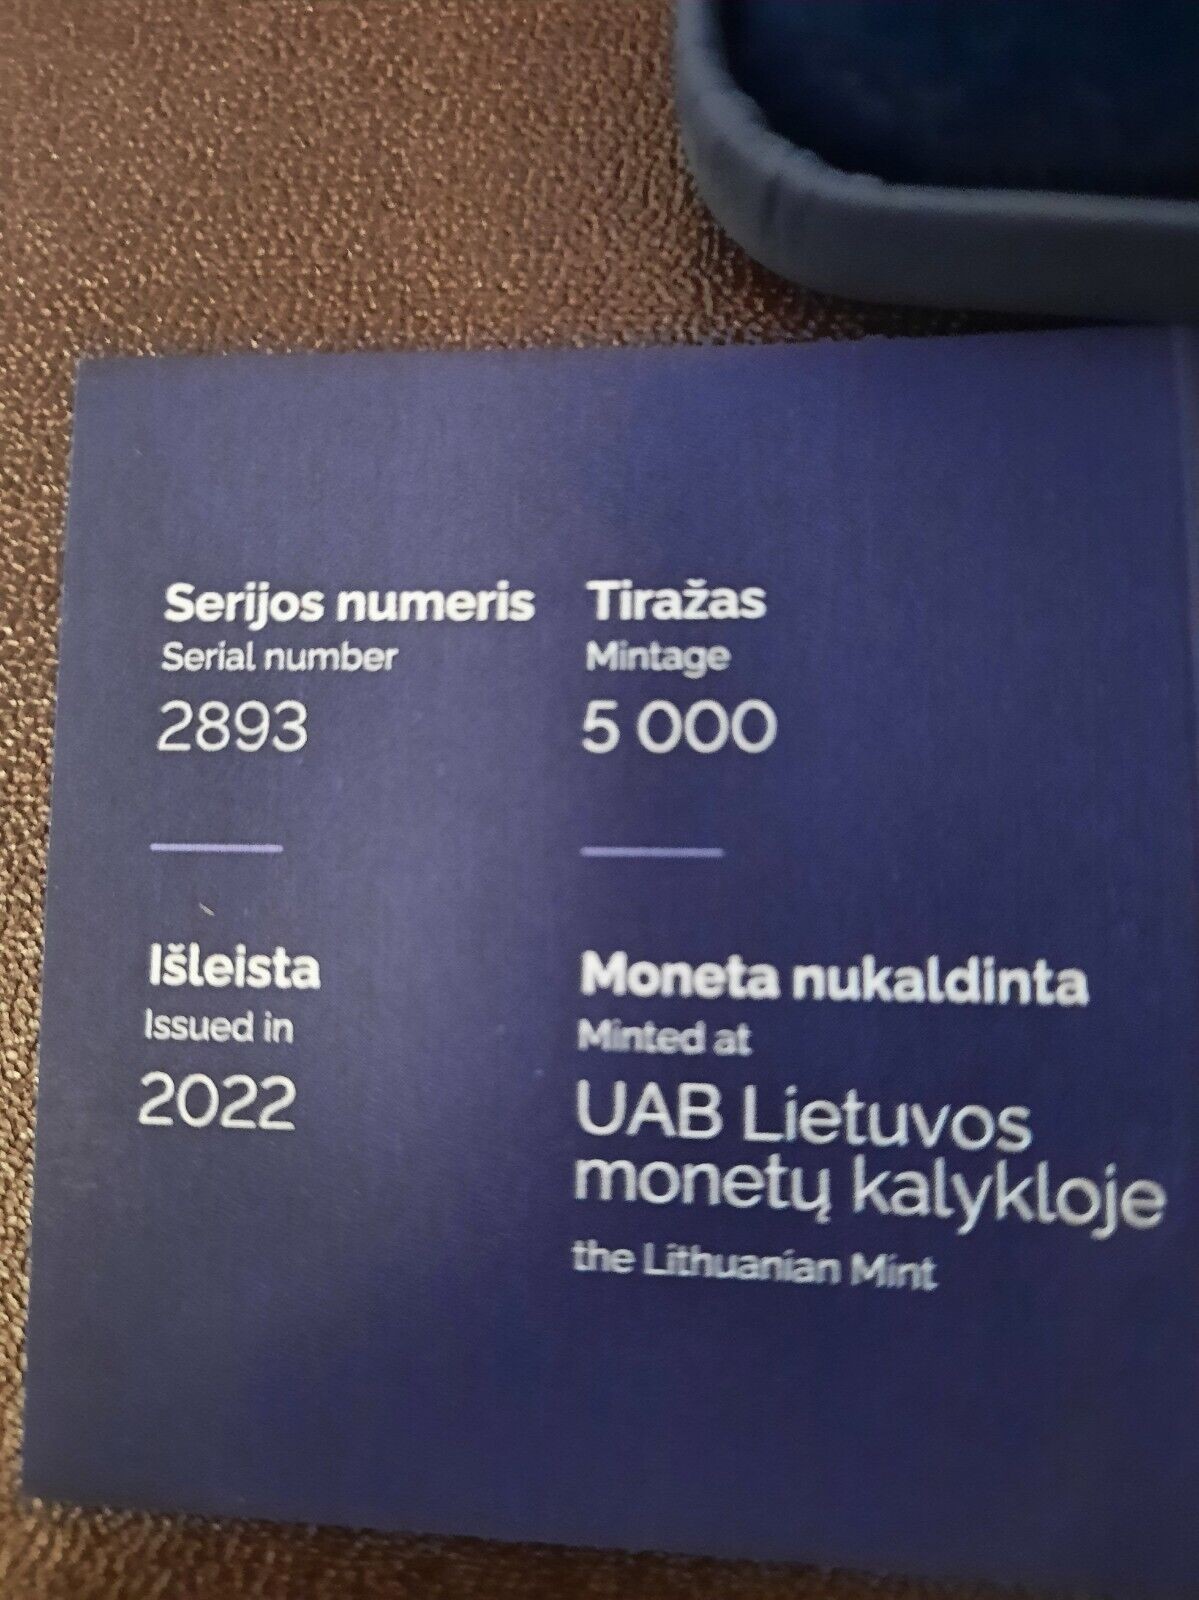 Serijos numeris
Serial number
2893
Tiražas
Mintage
5 000
Išleista
Issued in
2022
Moneta nukaldinta
Minted at
UAB Lietuvos
monetų kalykloje
the Lithuanian Mint